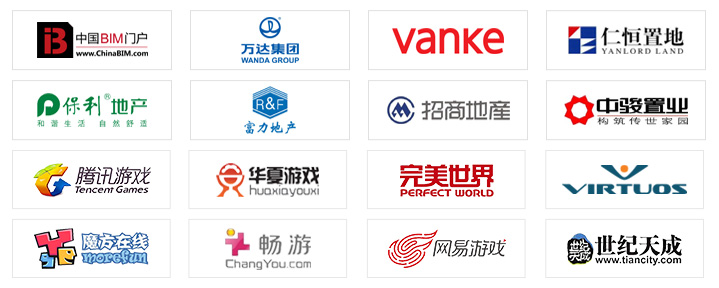 中国BIM门户
www.ChinaBIM.com
万达集团
WANDA GROUP
vanke
仁恒置地
YANLORD LAND
保利®地产
和谐生活 自然舒适
R&F
富力地产
招商地産
中骏置业
构筑传世家园
腾讯游戏
Tencent Games
华夏游戏
huaxiayouxi
完美世界
PERFECT WORLD
VIRTUOS
魔方在线
morefun
畅游
ChangYou.com
网易游戏
世纪天成
www.tiancity.com